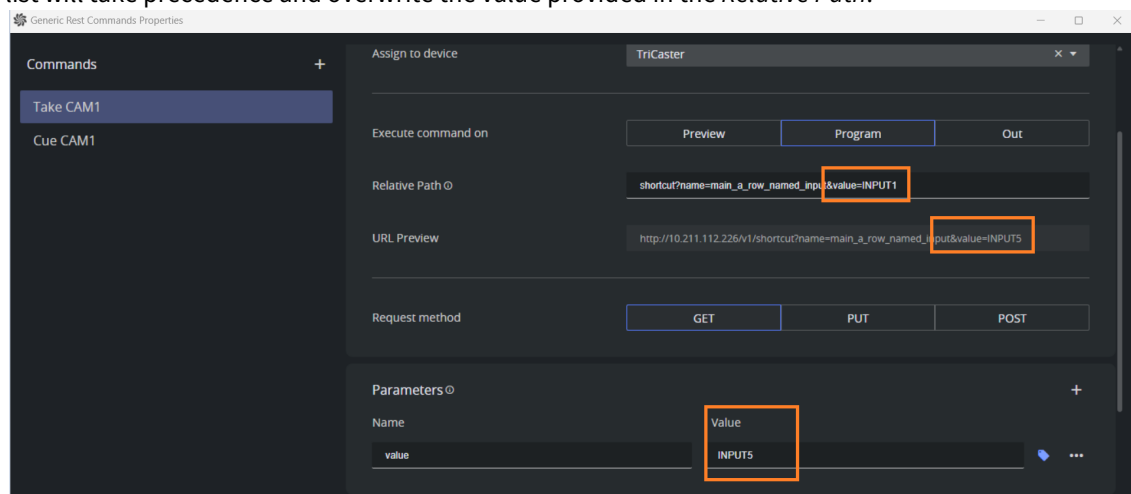 list will take precedence and overwrite the value provided in the Relative Path.
Generic Rest Commands Properties
Commands +
Take CAM1
Cue CAM1
Assign to device TriCaster
Execute command on Preview Program Out
Relative Path shortcut?name=main_a_row_named_input&value=INPUT1
URL Preview http://10.211.112.226/v1/shortcut?name=main_a_row_named_input&value=INPUT5
Request method GET PUT POST
Parameters +
Name Value
value INPUT5